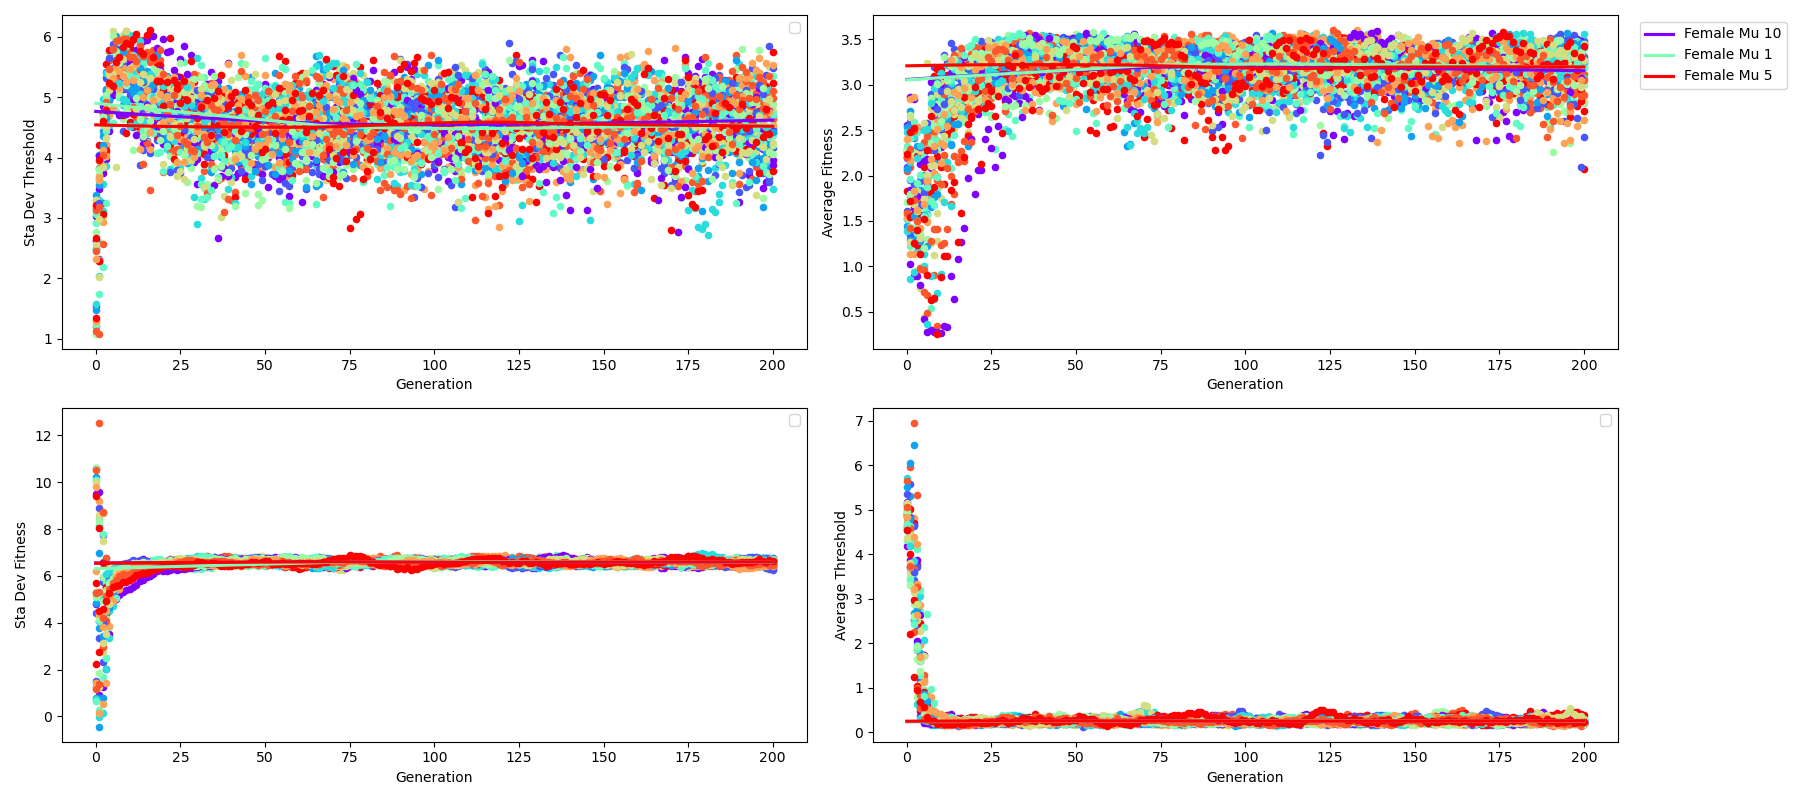 6
5
4
3
2
1
Sta Dev Threshold
0 25 50 75 100 125 150 175 200
Generation
3.5
3.0
2.5
2.0
1.5
1.0
0.5
Average Fitness
0 25 50 75 100 125 150 175 200
Generation
Female Mu 10
Female Mu 1
Female Mu 5
12
10
8
6
4
2
0
Sta Dev Fitness
0 25 50 75 100 125 150 175 200
Generation
7
6
5
4
3
2
1
0
Average Threshold
0 25 50 75 100 125 150 175 200
Generation